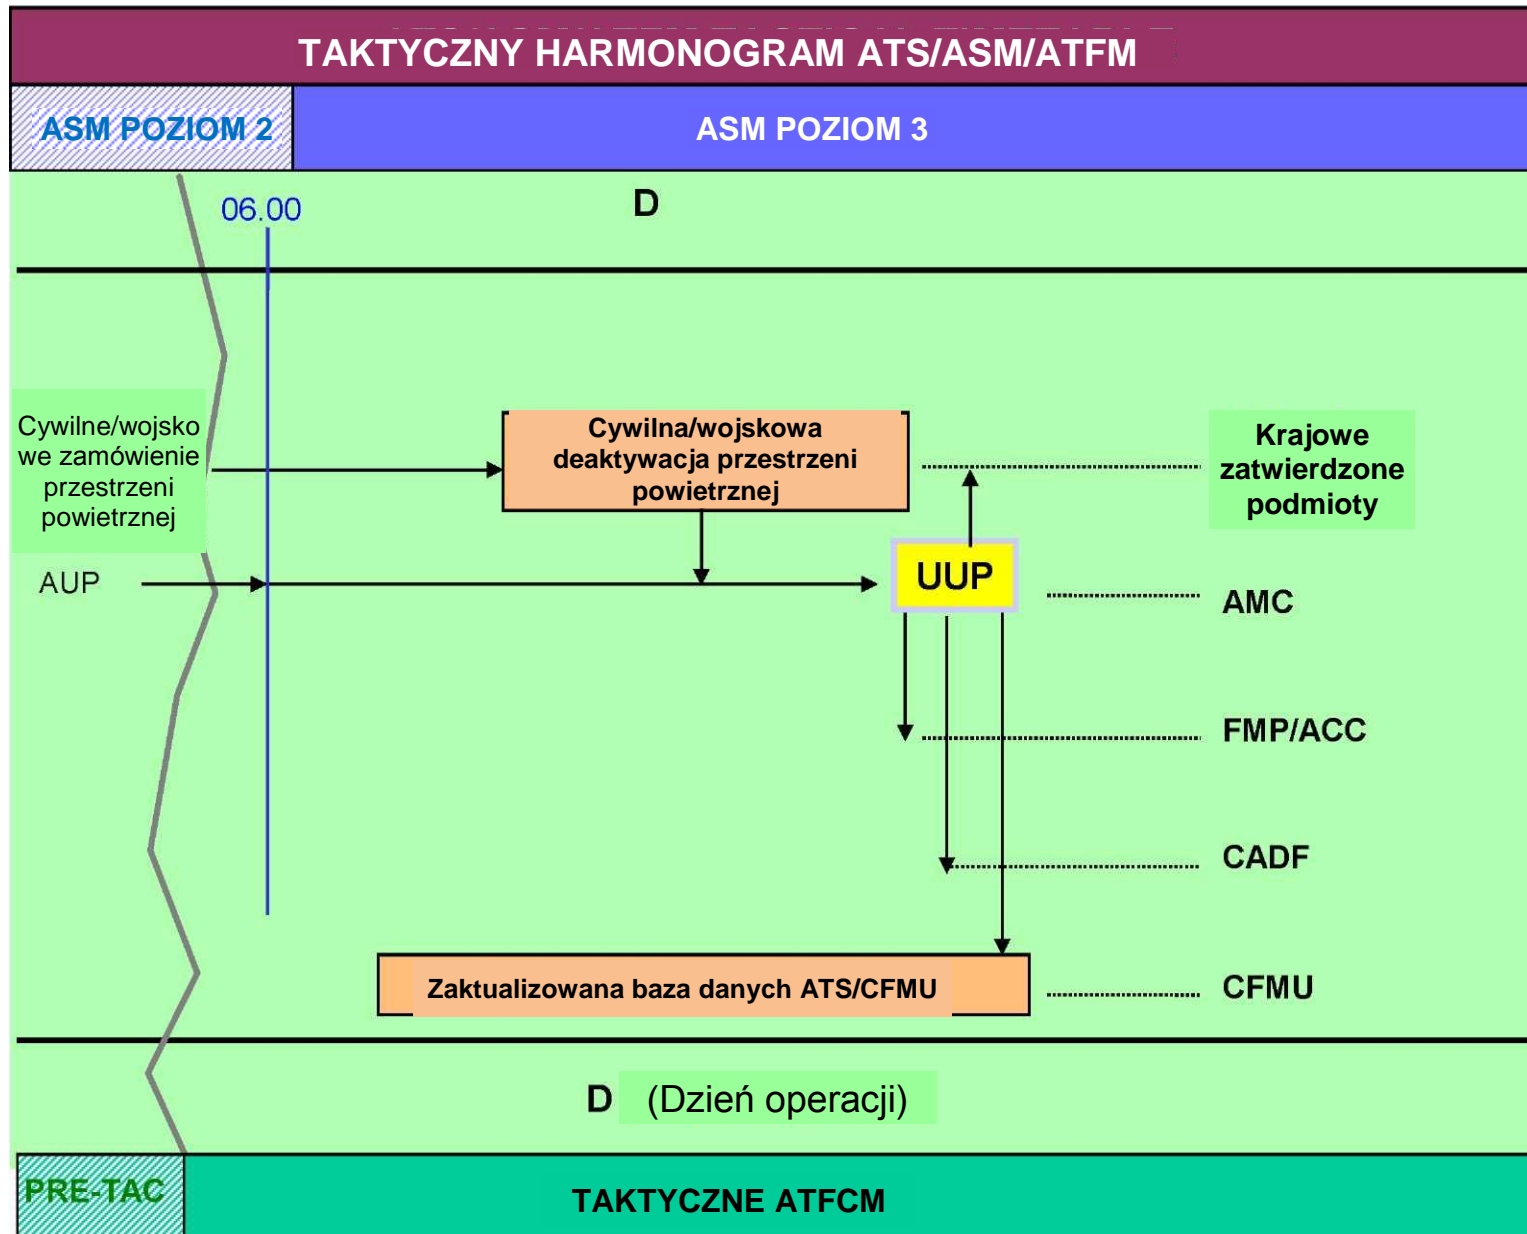 TAKTYCZNY HARMONOGRAM ATS/ASM/ATFM
ASM POZIOM 2
ASM POZIOM 3
06.00
D
Cywilne/wojsko
we zamówienie
przestrzeni
powietrznej
Cywilna/wojskowa
deaktywacja przestrzeni
powietrznej
Krajowe
zatwierdzone
podmioty
AUP
UUP
AMC
FMP/ACC
CADF
Zaktualizowana baza danych ATS/CFMU
CFMU
D (Dzień operacji)
PRE-TAC
TAKTYCZNE ATFCM